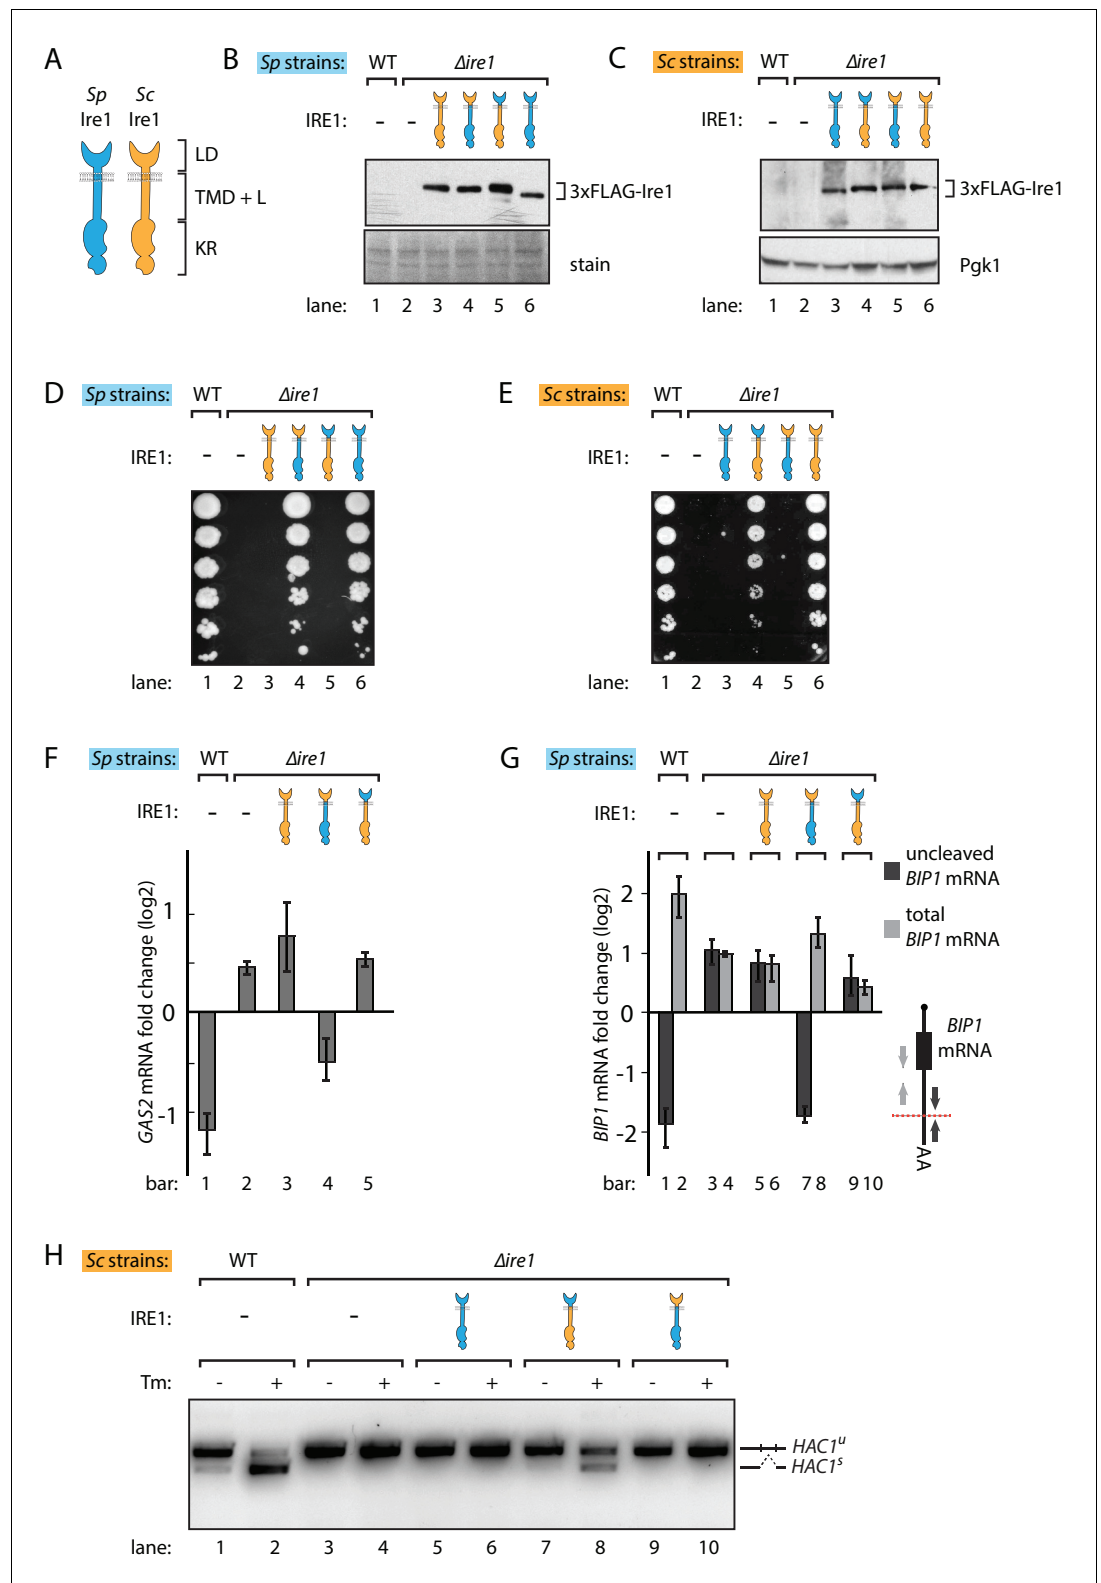 A
Sp Sc
Ire1 Ire1
LD
TMD + L
KR
B Sp strains: WT Δire1
IRE1: – –
3xFLAG-Ire1
stain
lane: 1 2 3 4 5 6
C Sc strains: WT Δire1
IRE1: – –
3xFLAG-Ire1
Pgk1
lane: 1 2 3 4 5 6
D Sp strains: WT Δire1
IRE1: – –
lane: 1 2 3 4 5 6
E Sc strains: WT Δire1
IRE1: – –
lane: 1 2 3 4 5 6
F Sp strains: WT Δire1
IRE1: – –
GAS2 mRNA fold change (log2)
1
0
-1
bar: 1 2 3 4 5
G Sp strains: WT Δire1
IRE1: – –
BIP1 mRNA fold change (log2)
2
1
0
-1
-2
bar: 1 2 3 4 5 6 7 8 9 10
uncleaved
BIP1 mRNA
total
BIP1 mRNA
BIP1
mRNA
AA
H Sc strains: WT Δire1
IRE1: – –
Tm: - + - + - + - + - +
HAC1ᵘ
HAC1ˢ
lane: 1 2 3 4 5 6 7 8 9 10